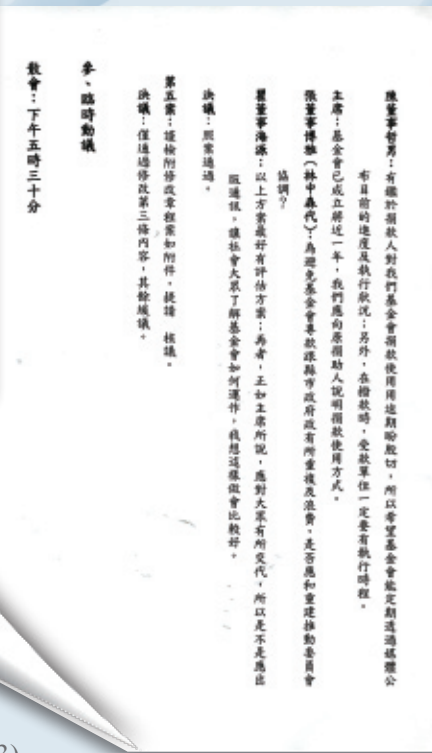 陳董事哲男：有鑑於捐款人對我們基金會捐款使用用途期盼殷切，所以希望基金會能定期透過媒體公
布目前的進度及執行狀況；另外，在撥款時，受款單位一定要有執行時程。
主席：基金會已成立將近一年，我們應向原捐助人說明捐款使用方式。
張董事博雅（林中森代）：為避免基金會專款跟縣市政府政有所重複及浪費，是否應和重建推動委員會
協調？
瞿董事海源：以上方案最好有評估方案；再者，正如主席所說，應對大眾有所交代，所以是不是應出
版通訊，讓社會大眾了解基金會如何運作，我想這樣做會比較好。
決議：照案通過。
第五案：謹檢附修改章程案如附件，提請　核議。
決議：僅通過修改第三條內容，其餘緩議。
參、臨時動議
散會：下午五時三十分
2)